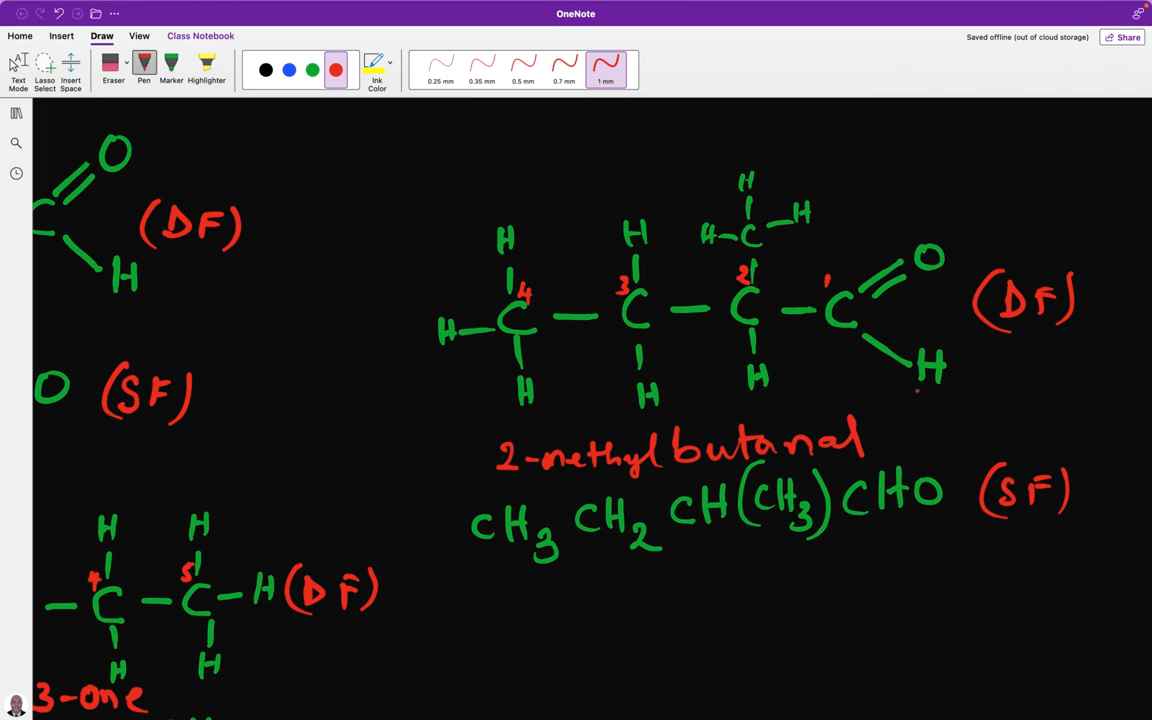 OneNote
Home Insert Draw View Class Notebook
Saved offline (out of cloud storage)
Share
Text Mode
Lasso Select
Insert Space
Eraser
Pen
Marker
Highlighter
Ink Color
0.25 mm
0.35 mm
0.5 mm
0.7 mm
1 mm
O
C
(DF)
H
O (SF)
H
H H H C H
H 4 3 2 1 O
H C C C C (DF)
H H H H
2-methylbutanal
CH3 CH2 CH(CH3) CHO (SF)
H H
4 5
C C H (DF)
H H
3-one